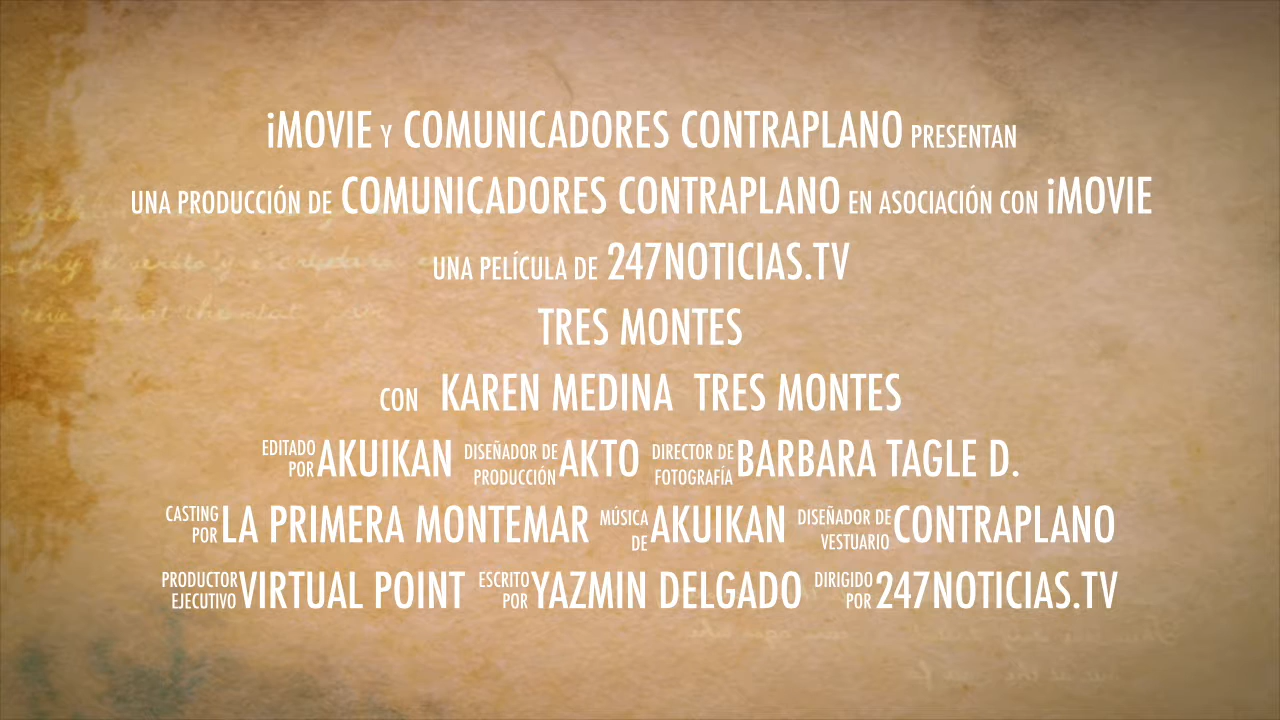 iMOVIE Y COMUNICADORES CONTRAPLANO PRESENTAN
UNA PRODUCCIÓN DE COMUNICADORES CONTRAPLANO EN ASOCIACIÓN CON iMOVIE
UNA PELÍCULA DE 247NOTICIAS.TV
TRES MONTES
CON KAREN MEDINA TRES MONTES
EDITADO POR AKUIKAN DISEÑADOR DE PRODUCCIÓN AKTO DIRECTOR DE FOTOGRAFÍA BARBARA TAGLE D.
CASTING POR LA PRIMERA MONTEMAR MÚSICA DE AKUIKAN DISEÑADOR DE VESTUARIO CONTRAPLANO
PRODUCTOR EJECUTIVO VIRTUAL POINT ESCRITO POR YAZMIN DELGADO DIRIGIDO POR 247NOTICIAS.TV